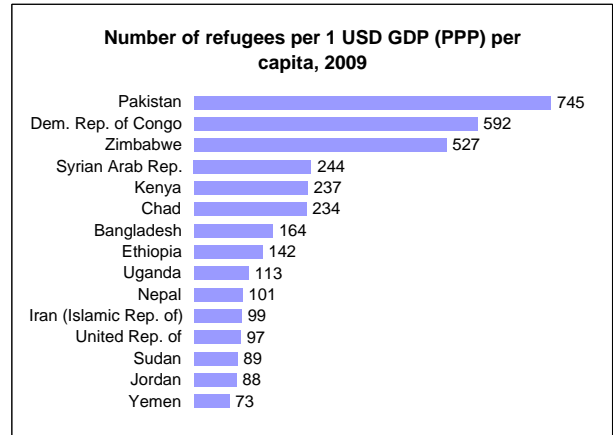 Number of refugees per 1 USD GDP (PPP) per
capita, 2009
Pakistan 745
Dem. Rep. of Congo 592
Zimbabwe 527
Syrian Arab Rep. 244
Kenya 237
Chad 234
Bangladesh 164
Ethiopia 142
Uganda 113
Nepal 101
Iran (Islamic Rep. of) 99
United Rep. of 97
Sudan 89
Jordan 88
Yemen 73